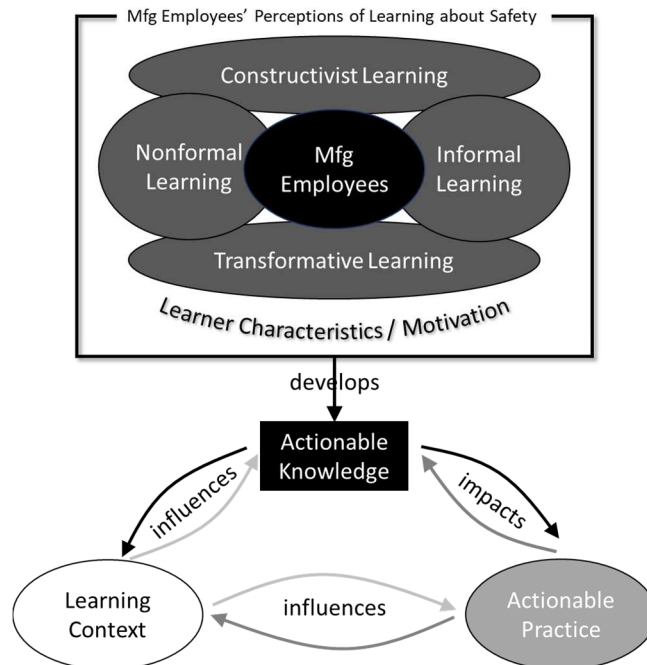 Mfg Employees' Perceptions of Learning about Safety
Constructivist Learning
Nonformal
Learning
Mfg
Employees
Informal
Learning
Transformative Learning
Learner Characteristics / Motivation
develops
Actionable
Knowledge
influences
impacts
Learning
Context
influences
Actionable
Practice